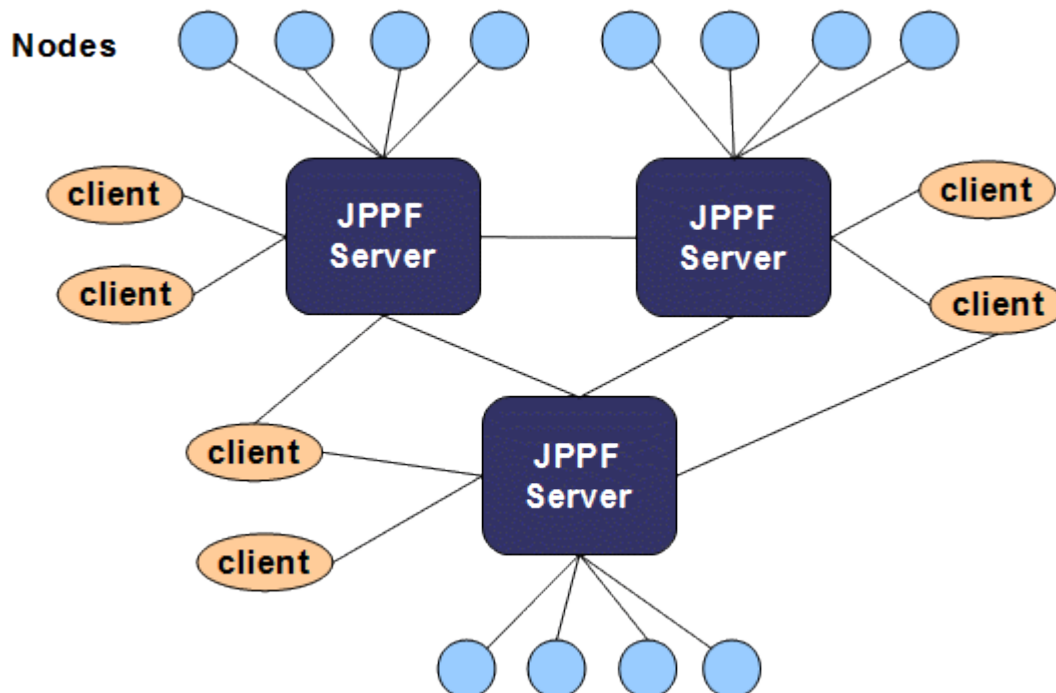 Nodes
client
client
JPPF
Server
JPPF
Server
client
client
client
client
JPPF
Server